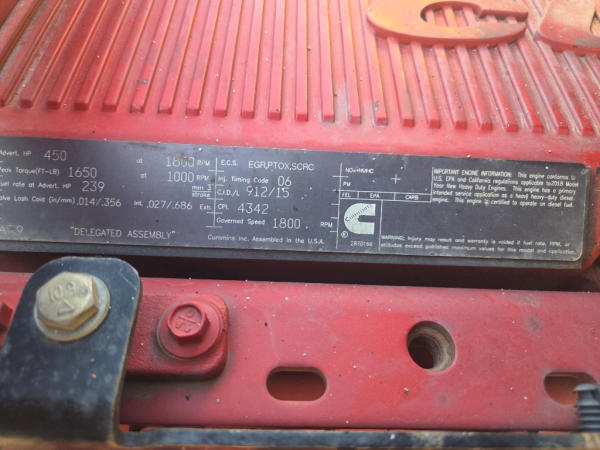 C
Advert. HP 450 at 1800 RPM
Peak Torque(FT-LB) 1650 at 1000 RPM
Fuel rate at Advert. HP 239 mm 3 stroke
Valve Lash Cold (in/mm) .014/.356 Int. .027/.686 Exh.
"DELEGATED ASSEMBLY"
E.C.S. EGR,PTOX,SCRC
Inj. Timing Code 06
C.I.D./L 912/15
CPL 4342
Governed Speed 1800 RPM
Cummins Inc. Assembled in the U.S.A.
NOx+NMHC
PM
FEL EPA CARB
Cummins
2870166
IMPORTANT ENGINE INFORMATION: This engine conforms to
U.S. EPA and California regulations applicable to 2018 Model
Year New Heavy Duty Engines. This engine has a primary
intended service application as a heavy heavy-duty diesel
engine. This engine is certified to operate on diesel fuel.
WARNING: Injury may result and warranty is voided if fuel rate, RPM, or
altitudes exceed published maximum values for this model and application.
10.9